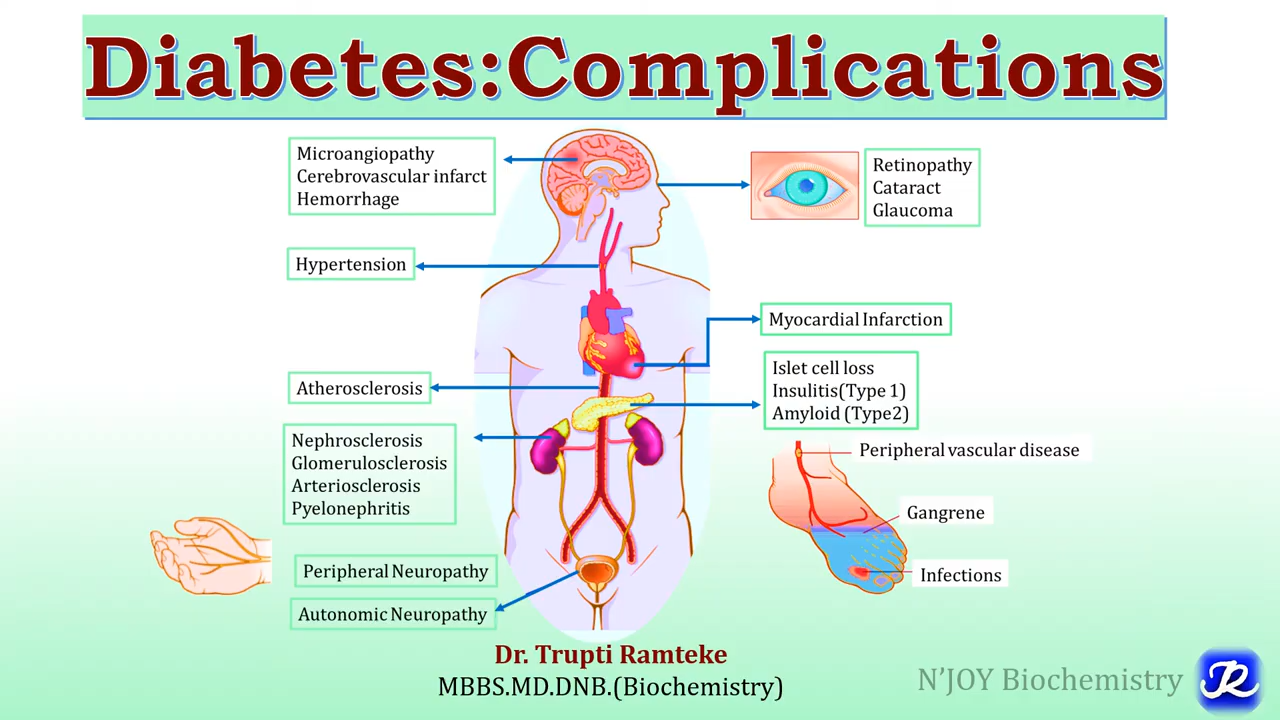 Diabetes:Complications
Microangiopathy
Cerebrovascular infarct
Hemorrhage
Retinopathy
Cataract
Glaucoma
Hypertension
Myocardial Infarction
Islet cell loss
Insulitis(Type 1)
Amyloid (Type2)
Atherosclerosis
Nephrosclerosis
Glomerulosclerosis
Arteriosclerosis
Pyelonephritis
Peripheral vascular disease
Gangrene
Infections
Peripheral Neuropathy
Autonomic Neuropathy
Dr. Trupti Ramteke
MBBS.MD.DNB.(Biochemistry)
N'JOY Biochemistry